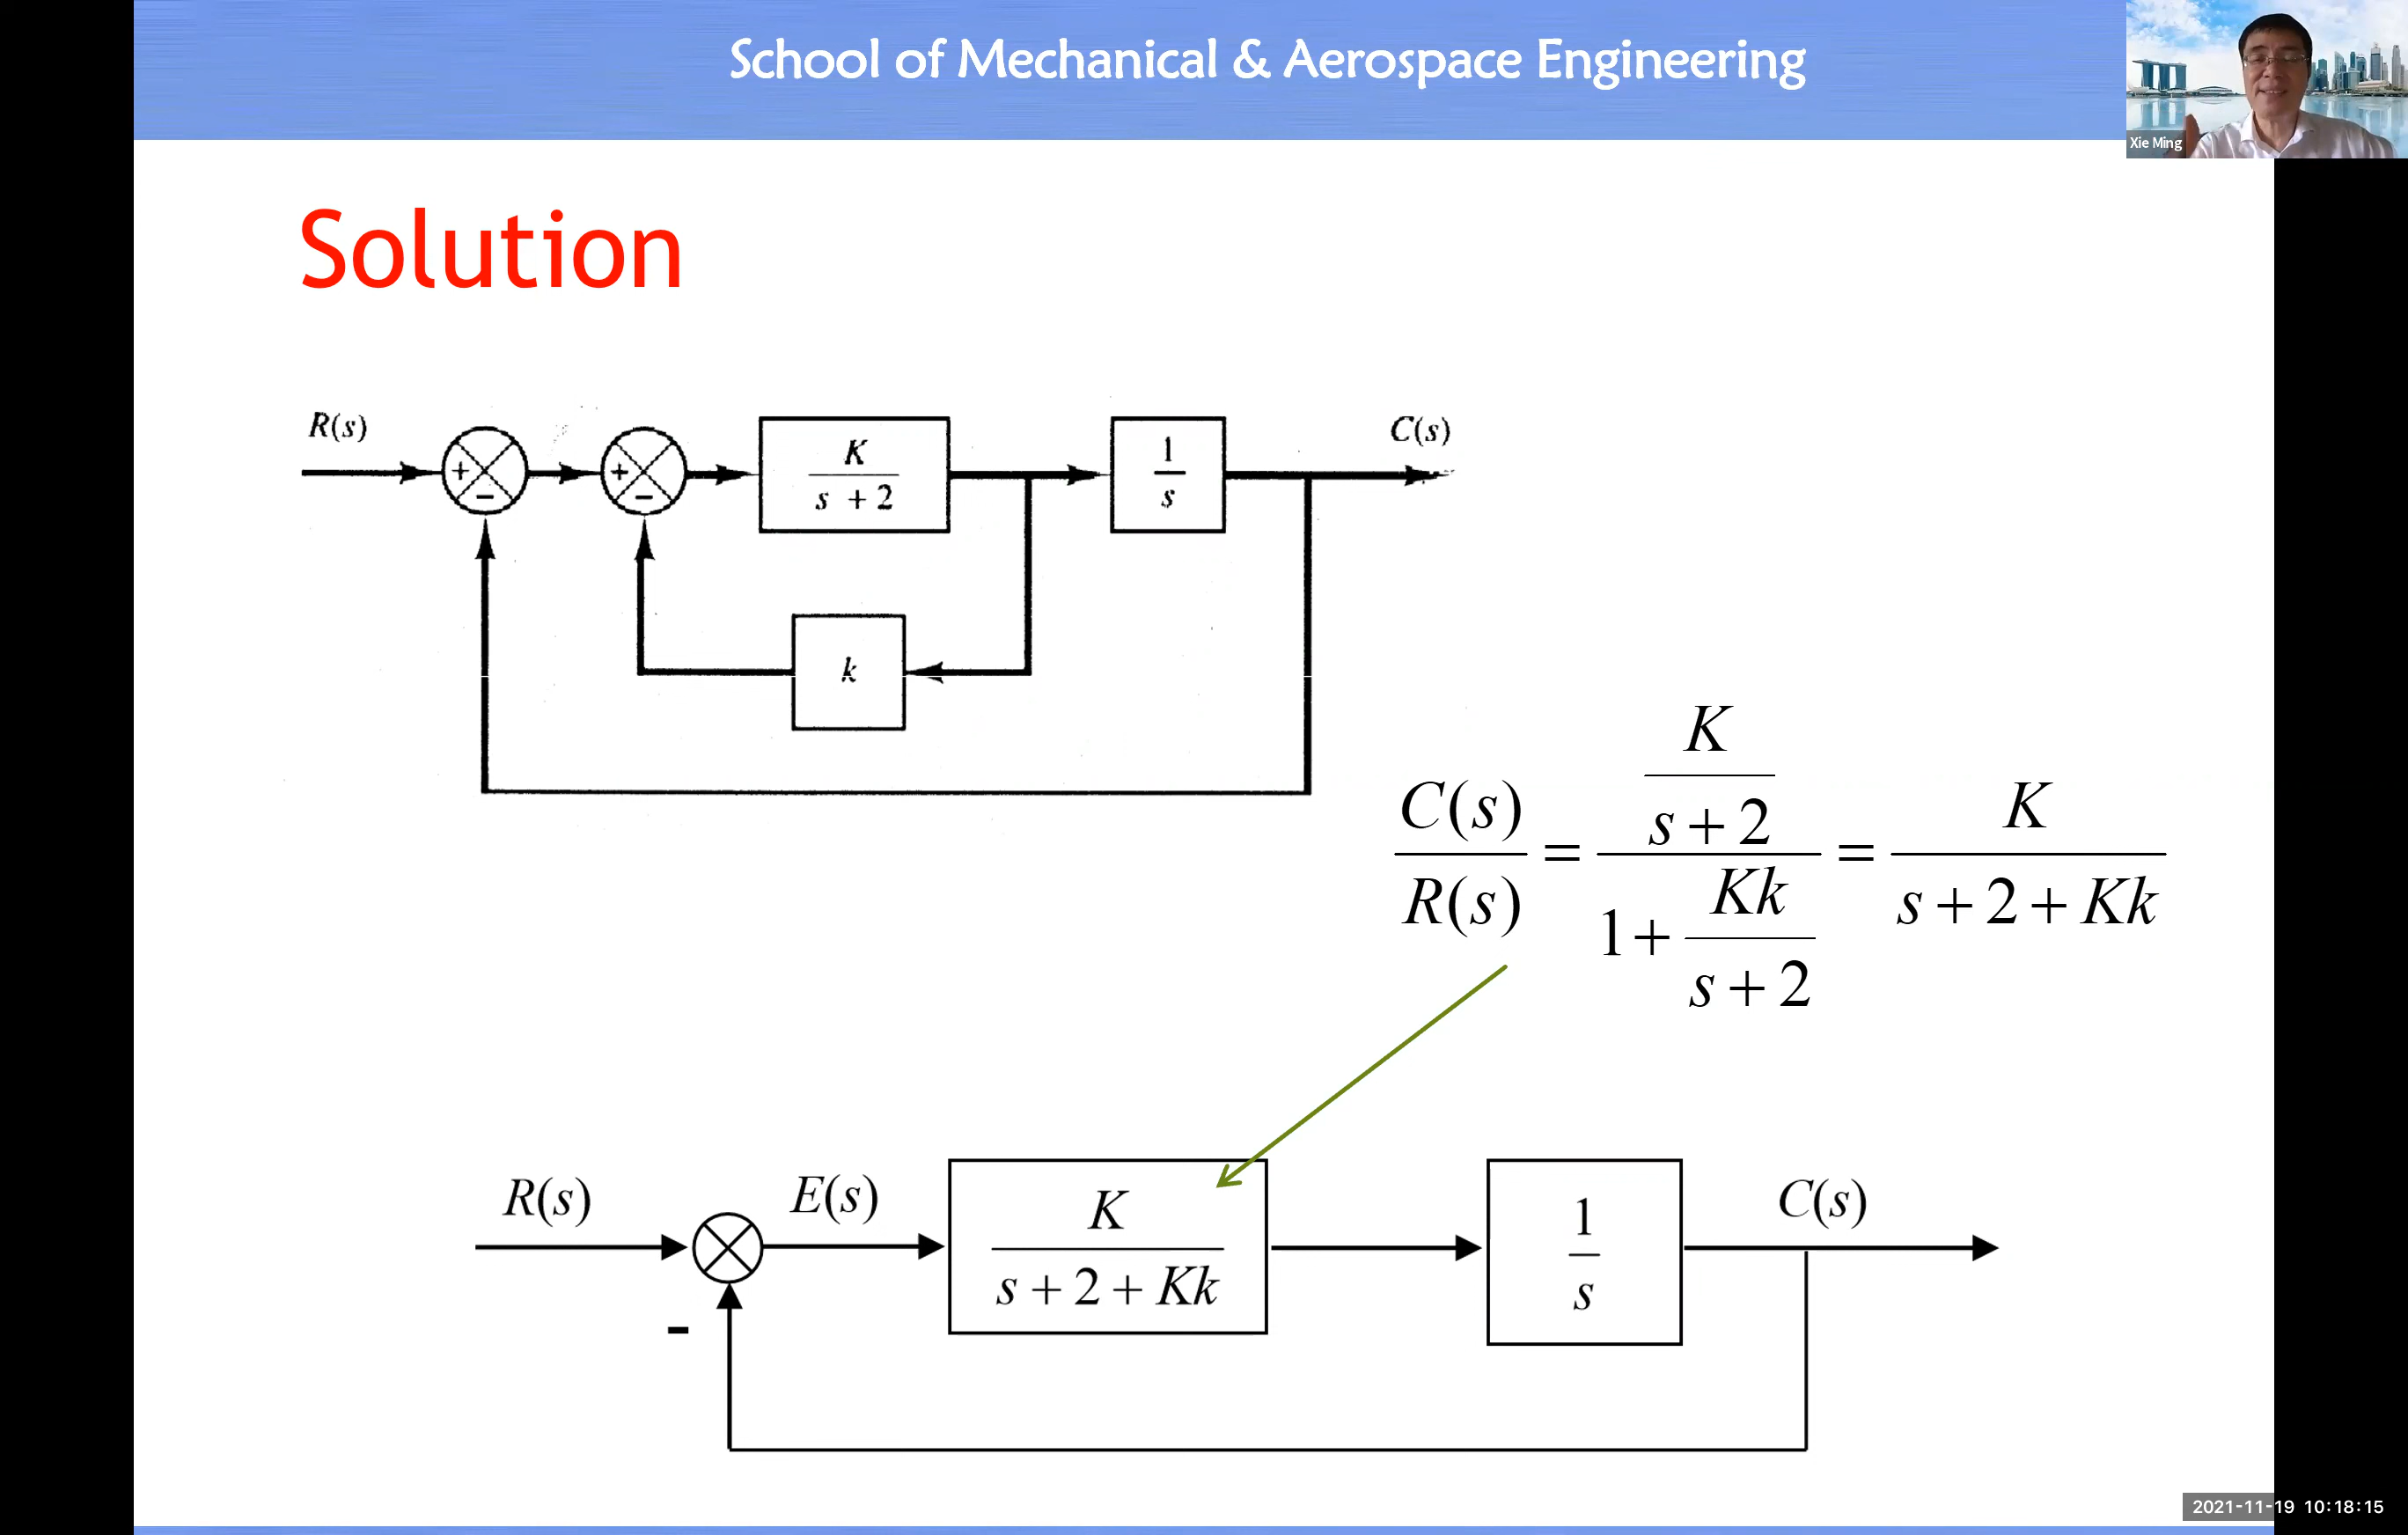 School of Mechanical & Aerospace Engineering
Xie Ming
Solution
R(s)
+
−
+
−
K
s + 2
1
s
C(s)
k
C(s)
R(s)
=
K
s + 2
1 +
Kk
s + 2
=
K
s + 2 + Kk
R(s)
-
E(s)
K
s + 2 + Kk
1
s
C(s)
2021-11-19 10:18:15